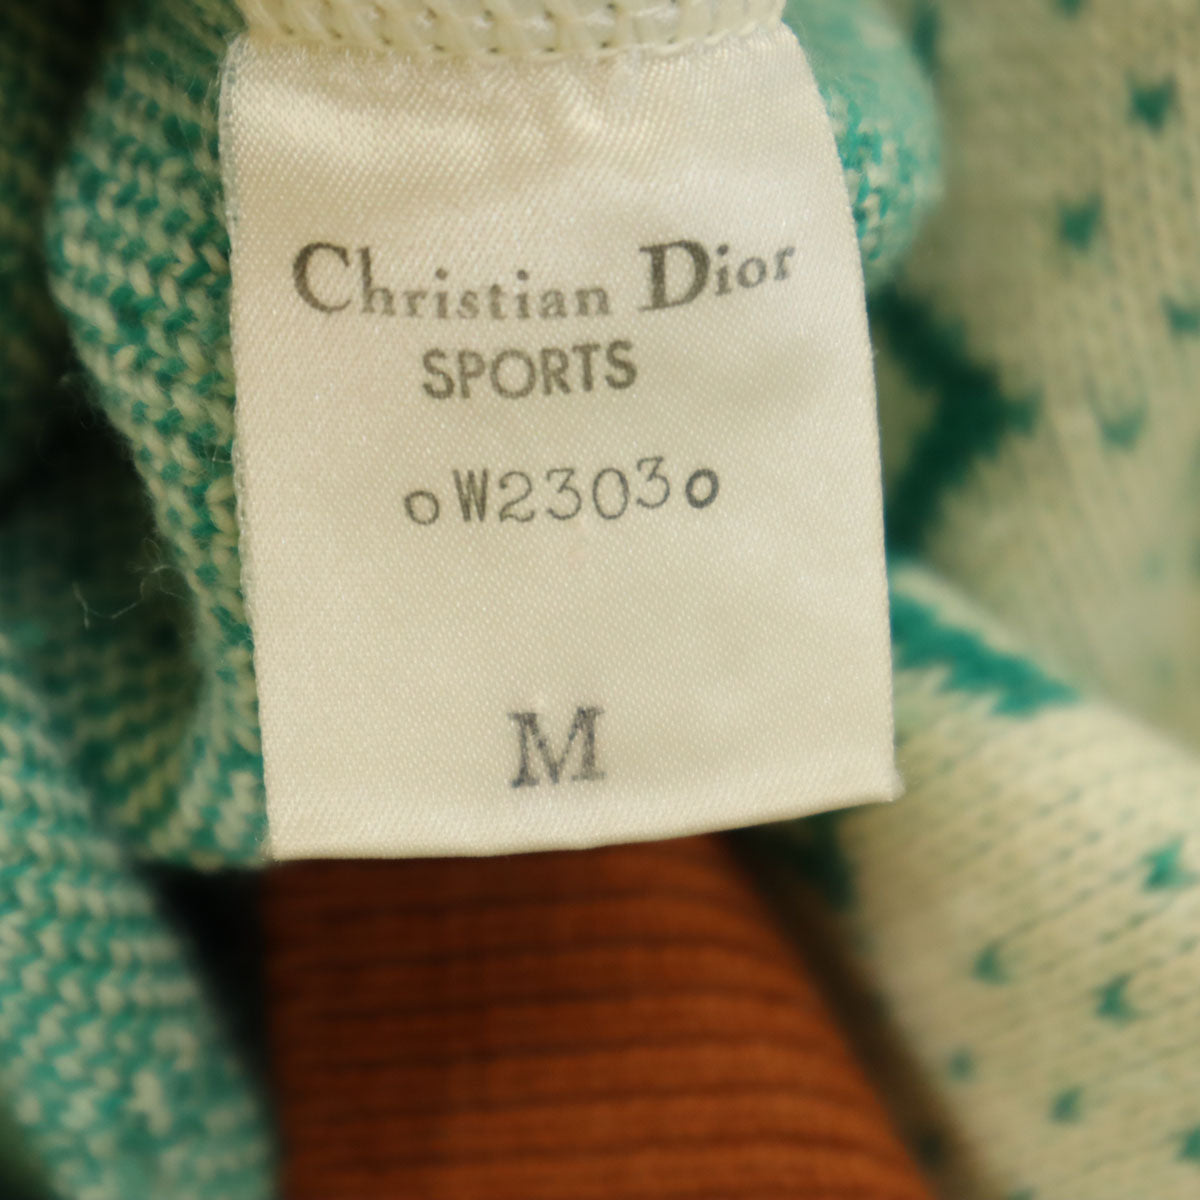 Christian Dior
SPORTS
oW2303o
M